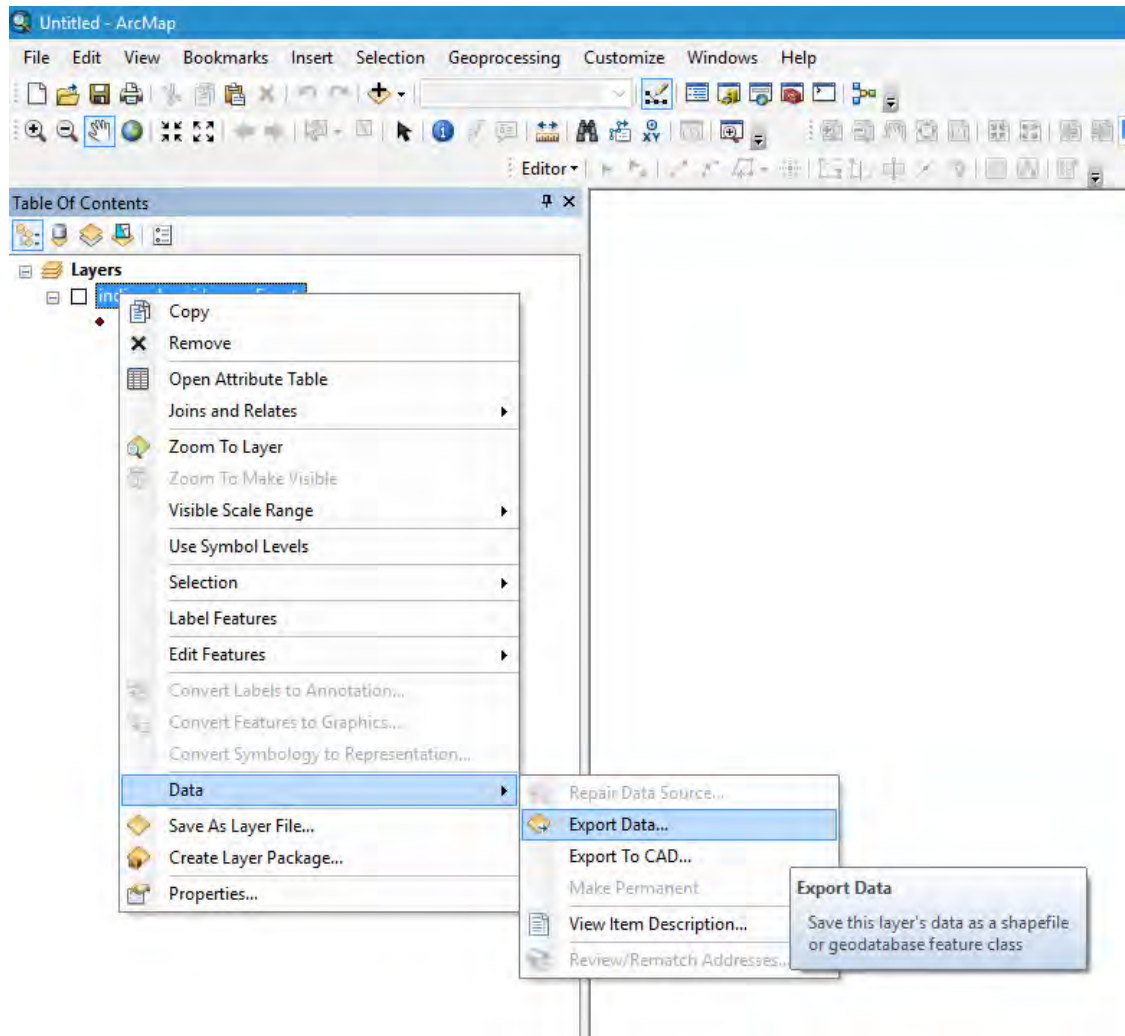 Untitled - ArcMap
File Edit View Bookmarks Insert Selection Geoprocessing Customize Windows Help
Editor
Table Of Contents
Layers
Copy
Remove
Open Attribute Table
Joins and Relates
Zoom To Layer
Zoom To Make Visible
Visible Scale Range
Use Symbol Levels
Selection
Label Features
Edit Features
Convert Labels to Annotation...
Convert Features to Graphics...
Convert Symbology to Representation...
Data
Save As Layer File...
Create Layer Package...
Properties...
Repair Data Source...
Export Data...
Export To CAD...
Make Permanent
View Item Description...
Review/Rematch Addresses...
Export Data
Save this layer's data as a shapefile
or geodatabase feature class